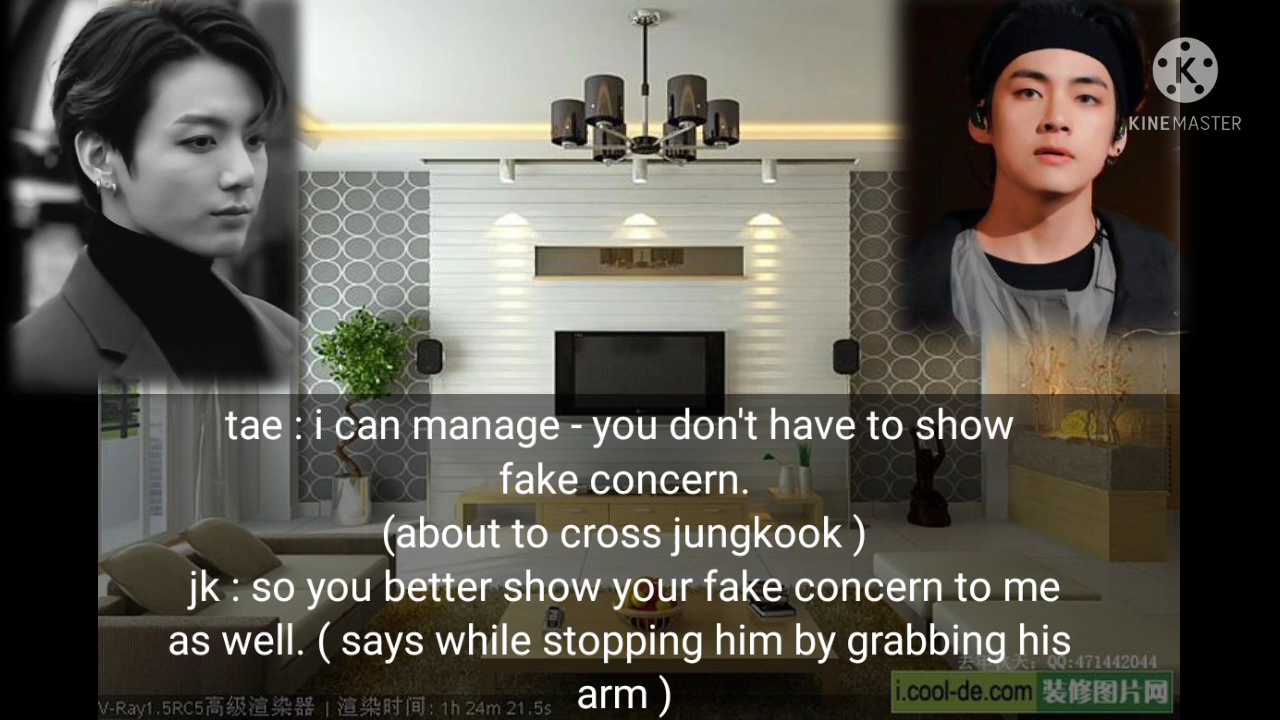 KINEMASTER
tae : i can manage - you don't have to show
fake concern.
(about to cross jungkook )
jk : so you better show your fake concern to me
as well. ( says while stopping him by grabbing his
arm )
QQ:471442044
i.cool-de.com 装修图片网
V-Ray1.5RC5高级渲染器 | 渲染时间: 1h 24m 21.5s